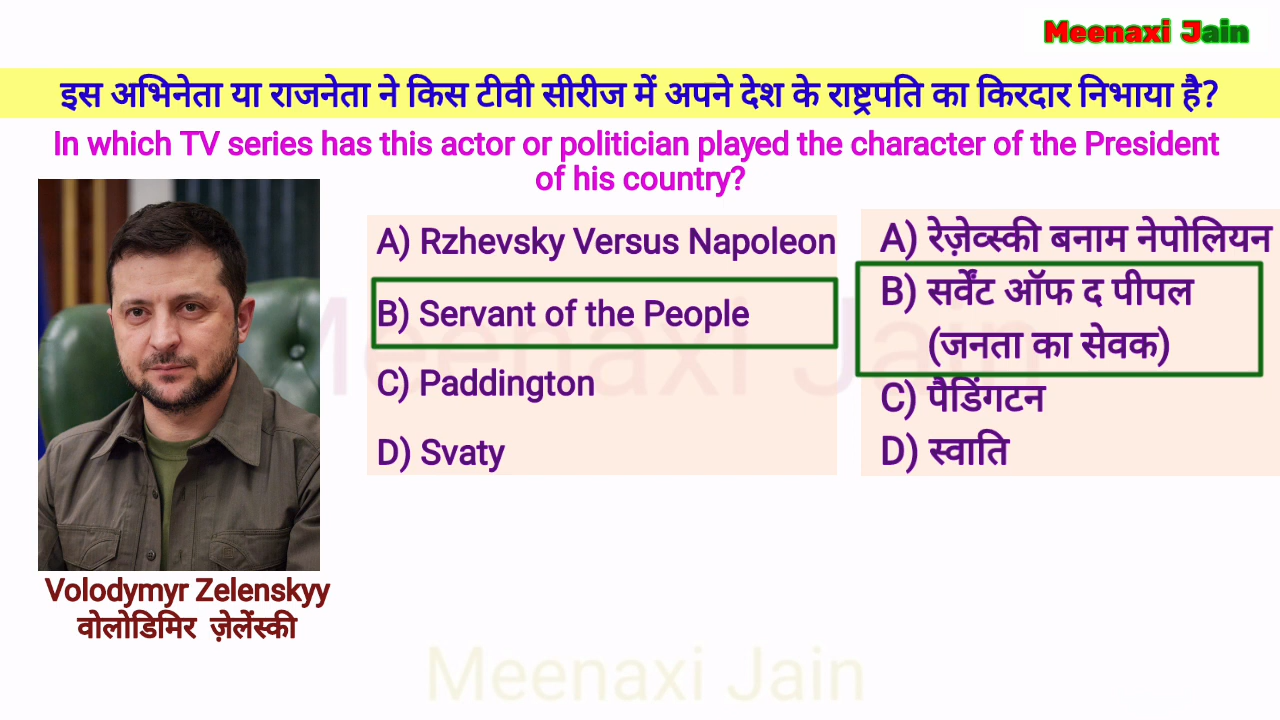 Meenaxi Jain
इस अभिनेता या राजनेता ने किस टीवी सीरीज में अपने देश के राष्ट्रपति का किरदार निभाया है?
In which TV series has this actor or politician played the character of the President
of his country?
A) Rzhevsky Versus Napoleon
B) Servant of the People
C) Paddington
D) Svaty
A) रेज़ेव्स्की बनाम नेपोलियन
B) सर्वेंट ऑफ द पीपल
(जनता का सेवक)
C) पैडिंगटन
D) स्वाति
Meenaxi Jain
Volodymyr Zelenskyy
वोलोडिमिर ज़ेलेंस्की
Meenaxi Jain